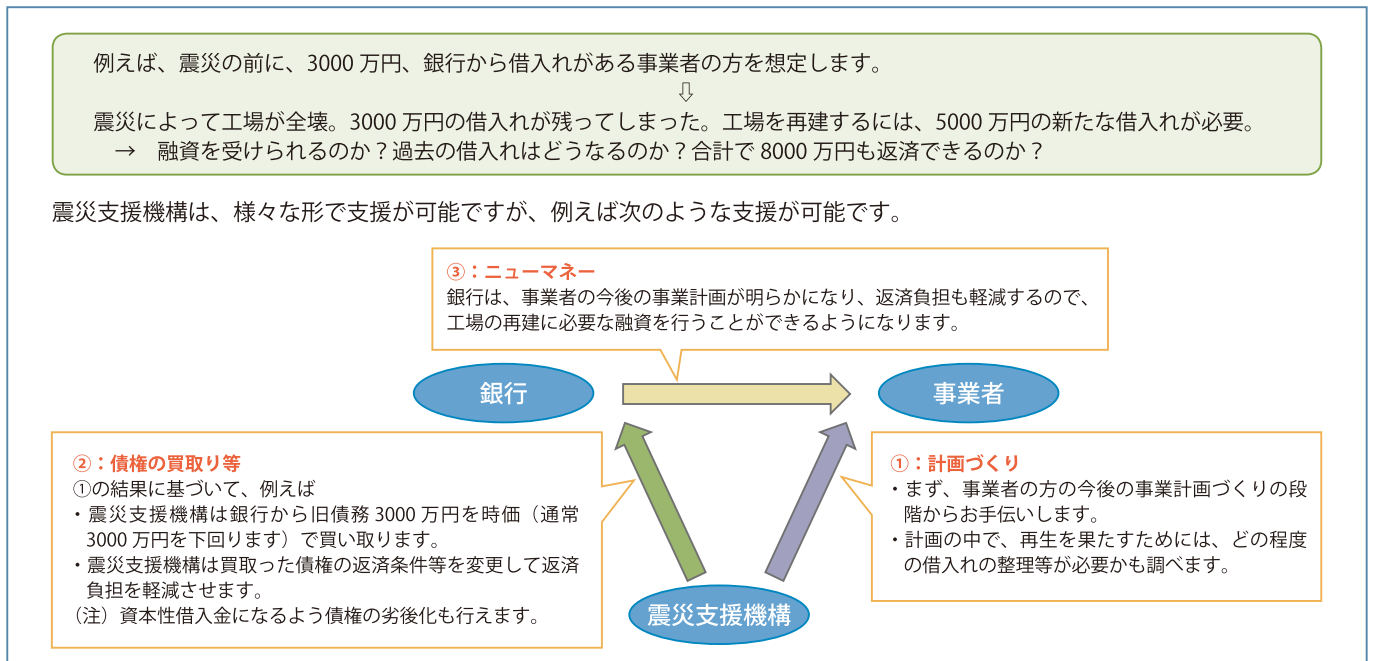 例えば、震災の前に、3000 万円、銀行から借入れがある事業者の方を想定します。
⇩
震災によって工場が全壊。3000 万円の借入れが残ってしまった。工場を再建するには、5000 万円の新たな借入れが必要。
→　融資を受けられるのか？過去の借入れはどうなるのか？合計で 8000 万円も返済できるのか？
震災支援機構は、様々な形で支援が可能ですが、例えば次のような支援が可能です。
③：ニューマネー
銀行は、事業者の今後の事業計画が明らかになり、返済負担も軽減するので、
工場の再建に必要な融資を行うことができるようになります。
銀行
事業者
②：債権の買取り等
①の結果に基づいて、例えば
・震災支援機構は銀行から旧債務 3000 万円を時価（通常
3000 万円を下回ります）で買い取ります。
・震災支援機構は買取った債権の返済条件等を変更して返済
負担を軽減させます。
（注）資本性借入金になるよう債権の劣後化も行えます。
①：計画づくり
・まず、事業者の方の今後の事業計画づくりの段
階からお手伝いします。
・計画の中で、再生を果たすためには、どの程度
の借入れの整理等が必要かも調べます。
震災支援機構